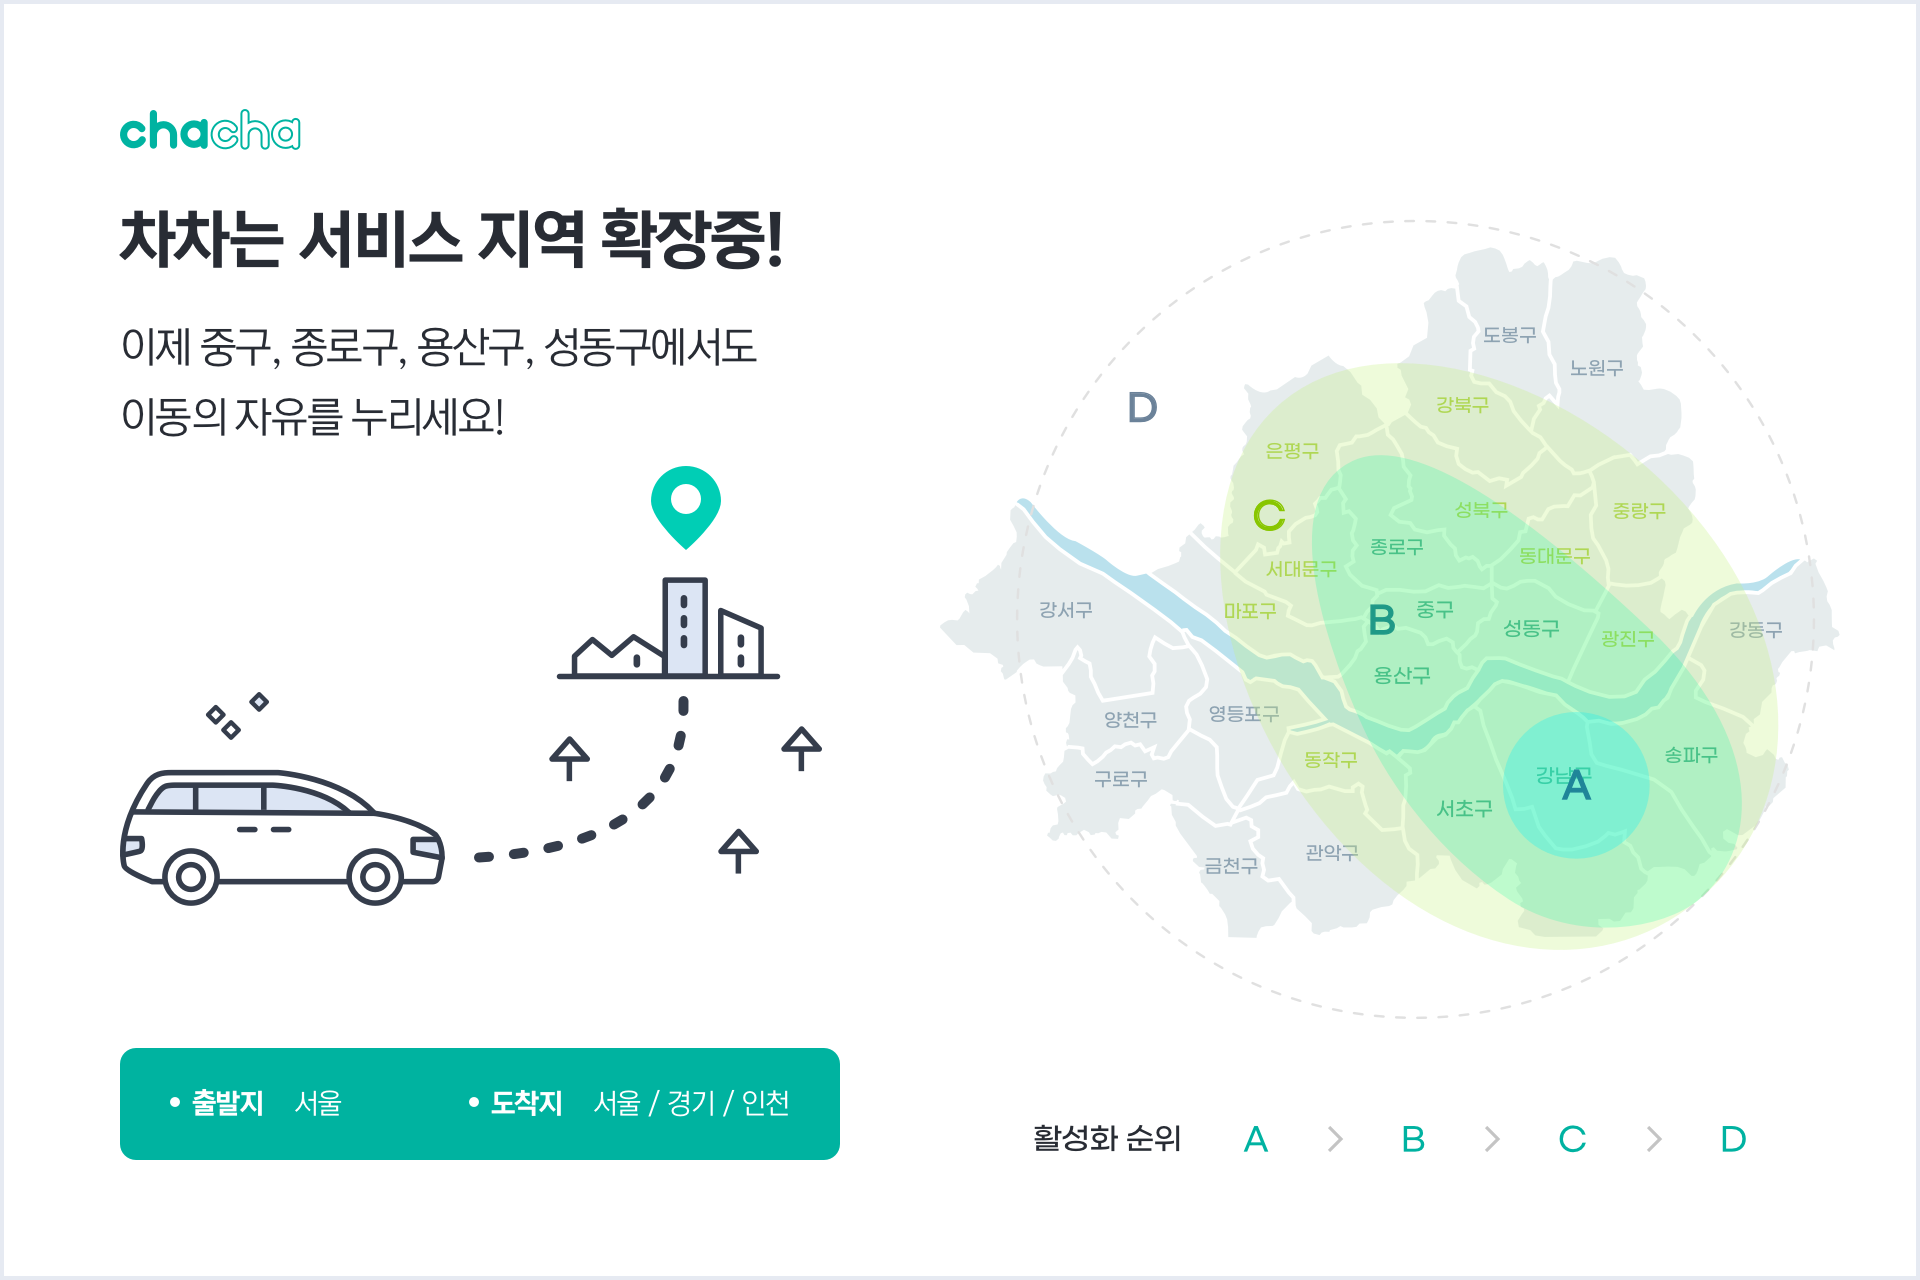 chacha
차차는 서비스 지역 확장중!
이제 중구, 종로구, 용산구, 성동구에서도
이동의 자유를 누리세요!
• 출발지 서울
• 도착지 서울 / 경기 / 인천
도봉구
노원구
D
강북구
은평구
C
성북구
중랑구
종로구
동대문구
서대문구
강서구
마포구
B
중구
성동구
광진구
강동구
용산구
양천구
영등포구
동작구
송파구
구로구
강남구
A
서초구
관악구
금천구
활성화 순위 A > B > C > D